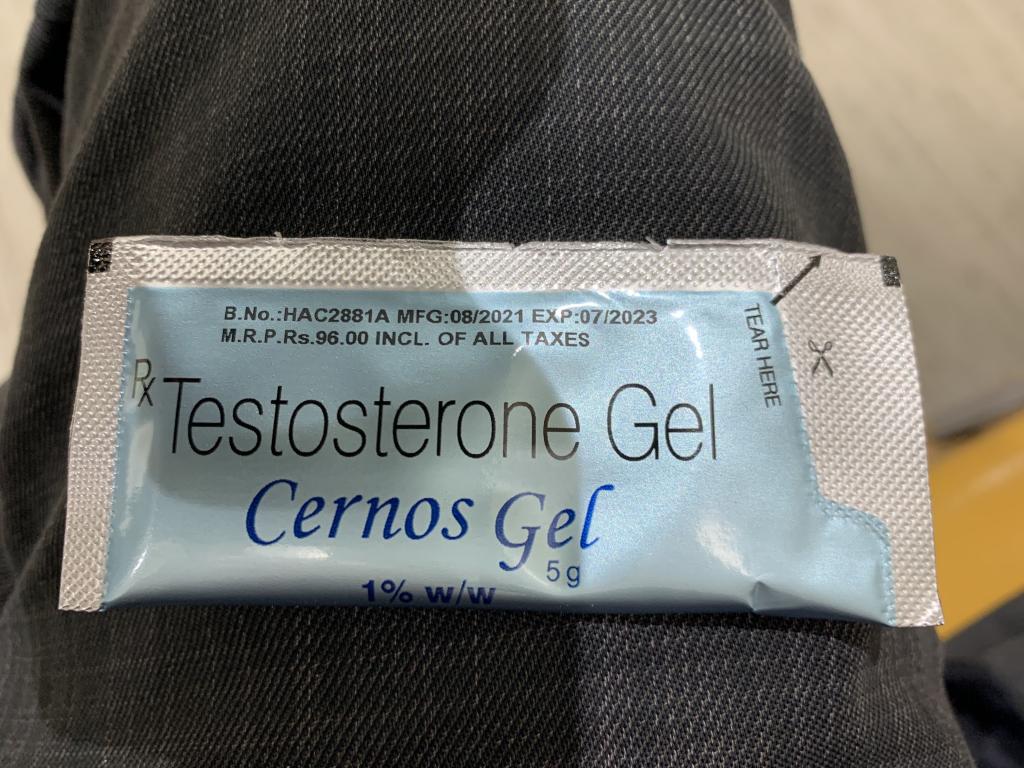 B.No.:HAC2881A MFG:08/2021 EXP:07/2023
M.R.P.Rs.96.00 INCL. OF ALL TAXES
TEAR HERE
Rx Testosterone Gel
Cernos Gel
5 g
1% w/w